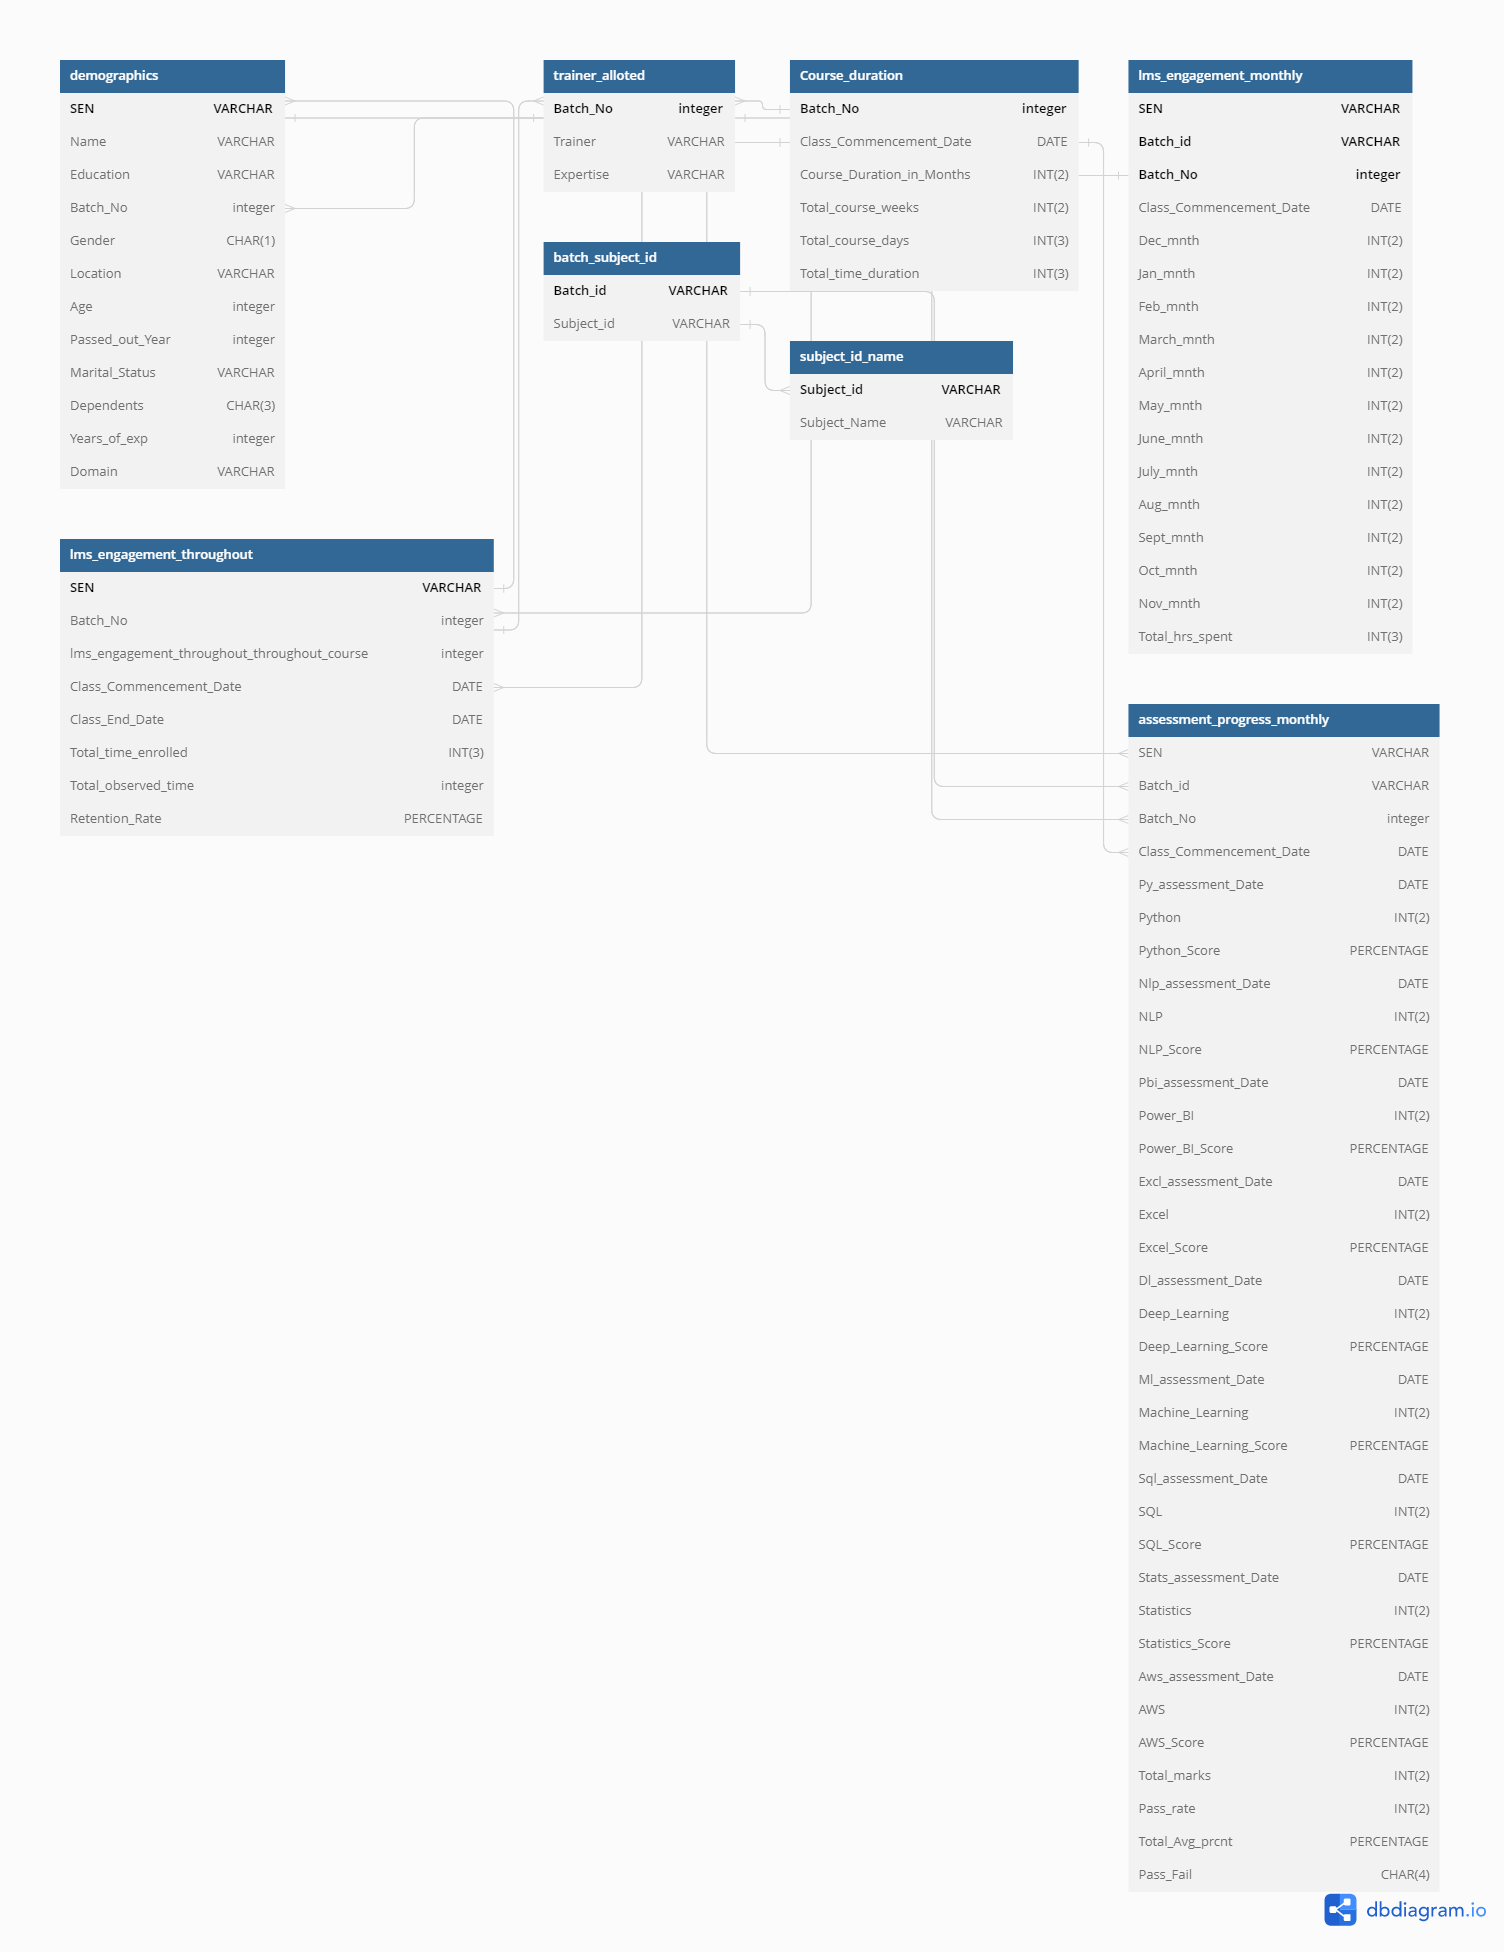 demographics
SEN VARCHAR
Name VARCHAR
Education VARCHAR
Batch_No integer
Gender CHAR(1)
Location VARCHAR
Age integer
Passed_out_Year integer
Marital_Status VARCHAR
Dependents CHAR(3)
Years_of_exp integer
Domain VARCHAR
trainer_alloted
Batch_No integer
Trainer VARCHAR
Expertise VARCHAR
batch_subject_id
Batch_id VARCHAR
Subject_id VARCHAR
Course_duration
Batch_No integer
Class_Commencement_Date DATE
Course_Duration_in_Months INT(2)
Total_course_weeks INT(2)
Total_course_days INT(3)
Total_time_duration INT(3)
subject_id_name
Subject_id VARCHAR
Subject_Name VARCHAR
lms_engagement_monthly
SEN VARCHAR
Batch_id VARCHAR
Batch_No integer
Class_Commencement_Date DATE
Dec_mnth INT(2)
Jan_mnth INT(2)
Feb_mnth INT(2)
March_mnth INT(2)
April_mnth INT(2)
May_mnth INT(2)
June_mnth INT(2)
July_mnth INT(2)
Aug_mnth INT(2)
Sept_mnth INT(2)
Oct_mnth INT(2)
Nov_mnth INT(2)
Total_hrs_spent INT(3)
lms_engagement_throughout
SEN VARCHAR
Batch_No integer
lms_engagement_throughout_throughout_course integer
Class_Commencement_Date DATE
Class_End_Date DATE
Total_time_enrolled INT(3)
Total_observed_time integer
Retention_Rate PERCENTAGE
assessment_progress_monthly
SEN VARCHAR
Batch_id VARCHAR
Batch_No integer
Class_Commencement_Date DATE
Py_assessment_Date DATE
Python INT(2)
Python_Score PERCENTAGE
Nlp_assessment_Date DATE
NLP INT(2)
NLP_Score PERCENTAGE
Pbi_assessment_Date DATE
Power_BI INT(2)
Power_BI_Score PERCENTAGE
Excl_assessment_Date DATE
Excel INT(2)
Excel_Score PERCENTAGE
Dl_assessment_Date DATE
Deep_Learning INT(2)
Deep_Learning_Score PERCENTAGE
Ml_assessment_Date DATE
Machine_Learning INT(2)
Machine_Learning_Score PERCENTAGE
Sql_assessment_Date DATE
SQL INT(2)
SQL_Score PERCENTAGE
Stats_assessment_Date DATE
Statistics INT(2)
Statistics_Score PERCENTAGE
Aws_assessment_Date DATE
AWS INT(2)
AWS_Score PERCENTAGE
Total_marks INT(2)
Pass_rate INT(2)
Total_Avg_prcnt PERCENTAGE
Pass_Fail CHAR(4)
dbdiagram.io